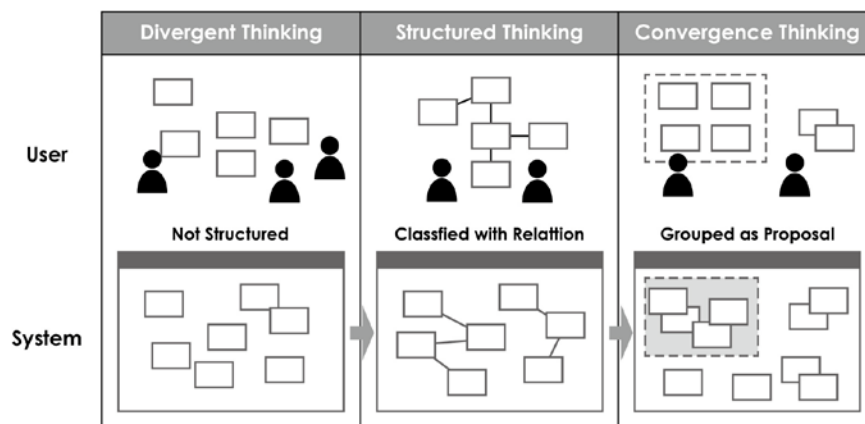 Divergent Thinking
Structured Thinking
Convergence Thinking
User
Not Structured
Classfied with Relattion
Grouped as Proposal
System